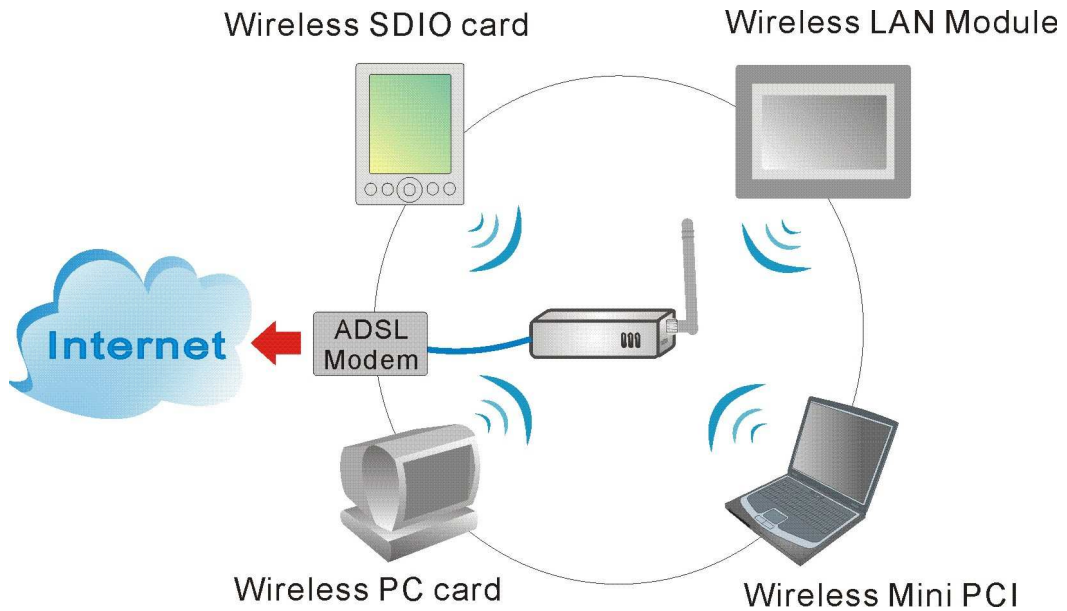 Wireless SDIO card
Wireless LAN Module
Internet
ADSL
Modem
Wireless PC card
Wireless Mini PCI